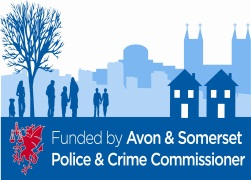 Funded by Avon & Somerset
Police & Crime Commissioner